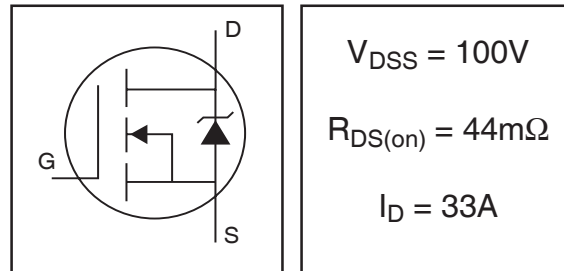 D
G
S
V_DSS = 100V
R_DS(on) = 44mΩ
I_D = 33A